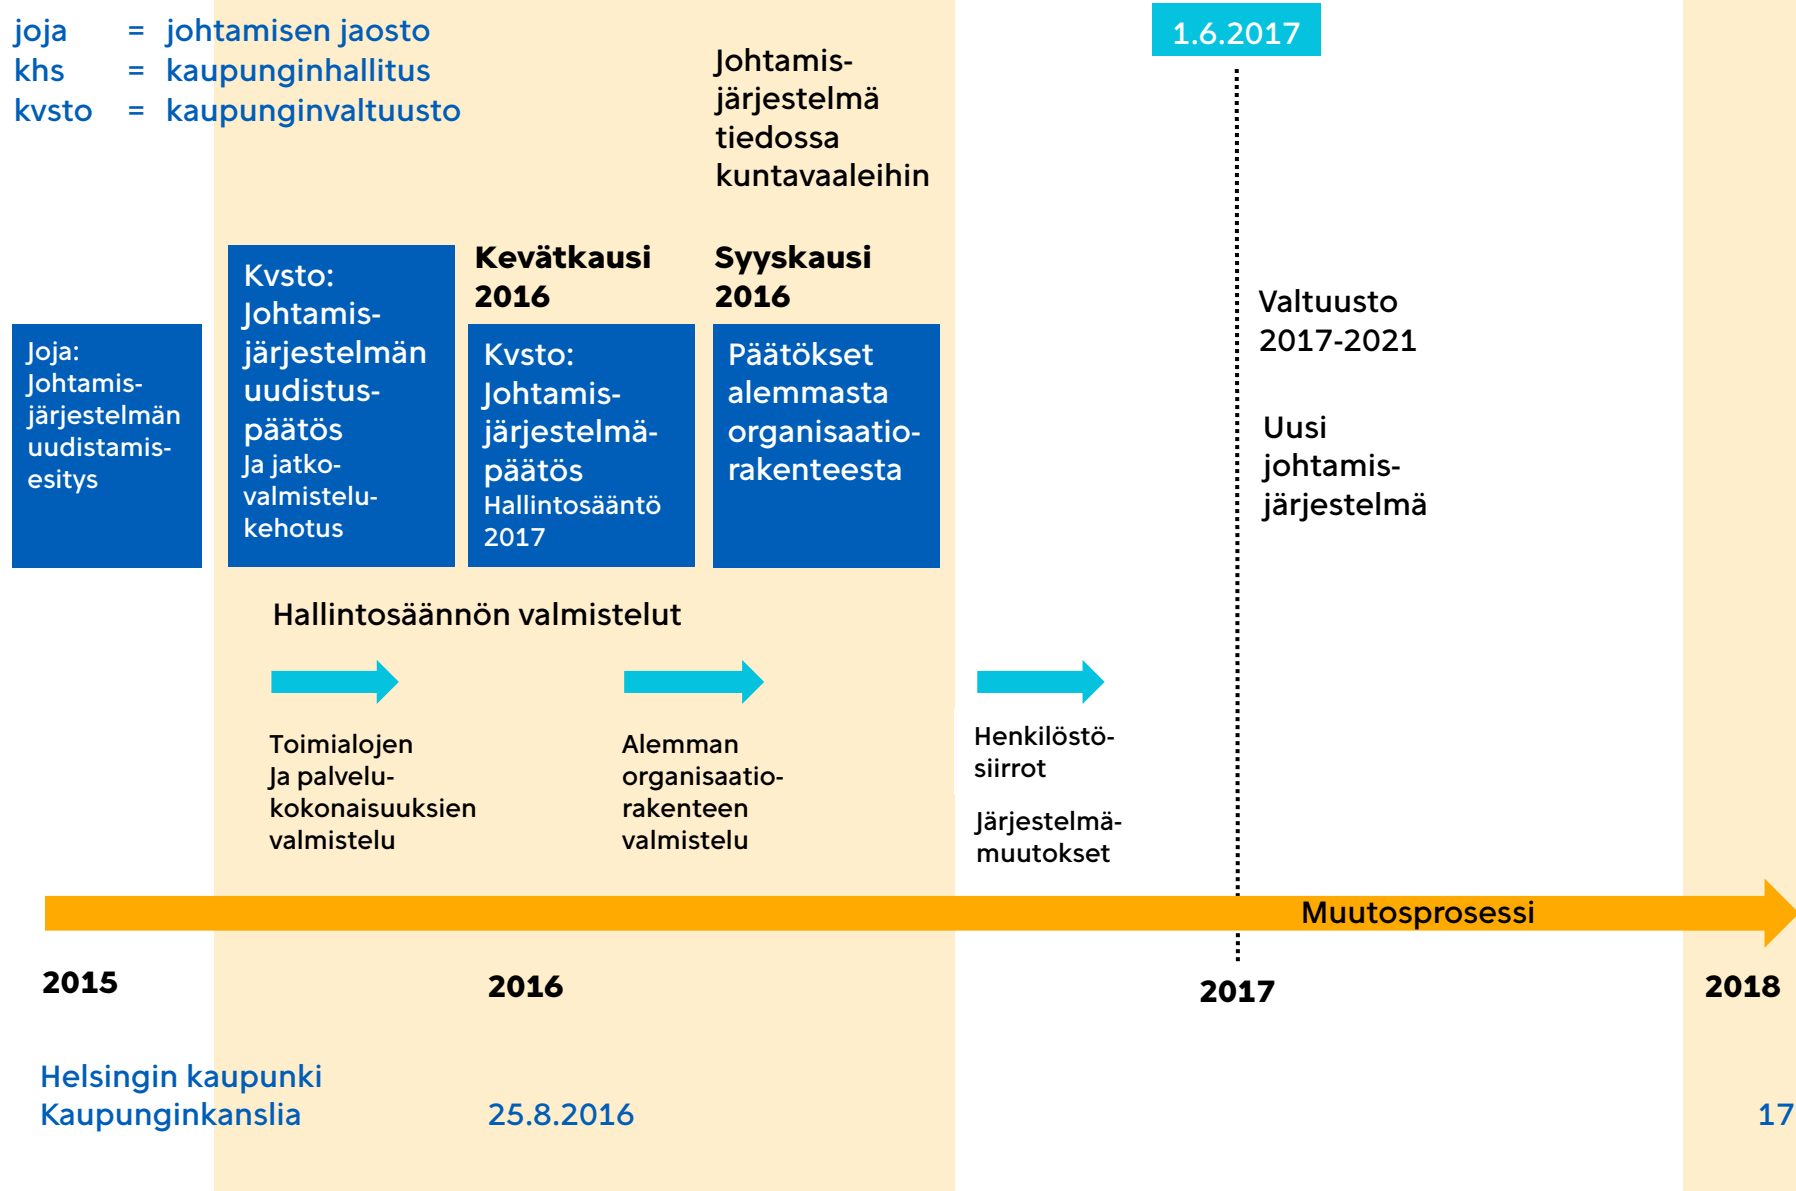 joja = johtamisen jaosto
khs = kaupunginhallitus
kvsto = kaupunginvaltuusto
Johtamis-
järjestelmä
tiedossa
kuntavaaleihin
1.6.2017
Joja:
Johtamis-
järjestelmän
uudistamis-
esitys
Kvsto:
Johtamis-
järjestelmän
uudistus-
päätös
Ja jatko-
valmistelu-
kehotus
Kevätkausi
2016
Kvsto:
Johtamis-
järjestelmä-
päätös
Hallintosääntö
2017
Syyskausi
2016
Päätökset
alemmasta
organisaatio-
rakenteesta
Valtuusto
2017-2021
Uusi
johtamis-
järjestelmä
Hallintosäännön valmistelut
Toimialojen
Ja palvelu-
kokonaisuuksien
valmistelu
Alemman
organisaatio-
rakenteen
valmistelu
Henkilöstö-
siirrot
Järjestelmä-
muutokset
Muutosprosessi
2015
2016
2017
2018
Helsingin kaupunki
Kaupunginkanslia
25.8.2016
17